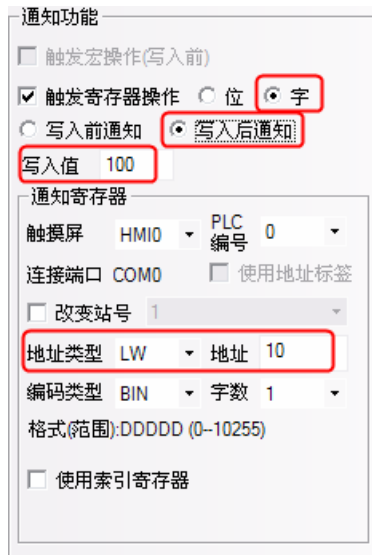 通知功能
触发宏操作(写入前)
触发寄存器操作 位 字
写入前通知 写入后通知
写入值 100
通知寄存器
触摸屏 HMI0 PLC编号 0
连接端口 COM0 使用地址标签
改变站号 1
地址类型 LW 地址 10
编码类型 BIN 字数 1
格式(范围):DDDDD (0--10255)
使用索引寄存器